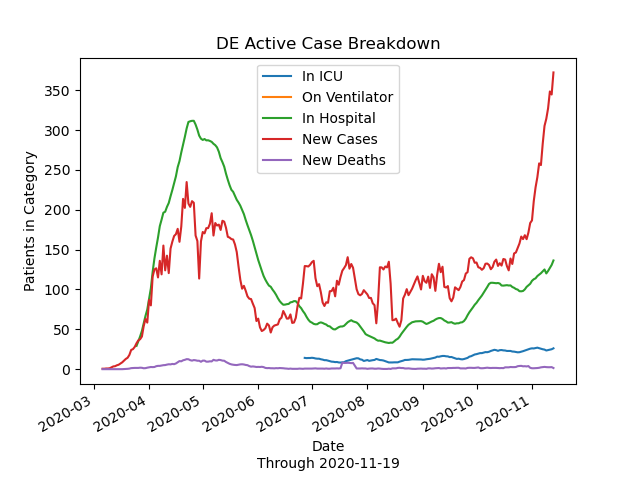 DE Active Case Breakdown
In ICU
On Ventilator
In Hospital
New Cases
New Deaths
Patients in Category
350
300
250
200
150
100
50
0
2020-03
2020-04
2020-05
2020-06
2020-07
2020-08
2020-09
2020-10
2020-11
Date
Through 2020-11-19